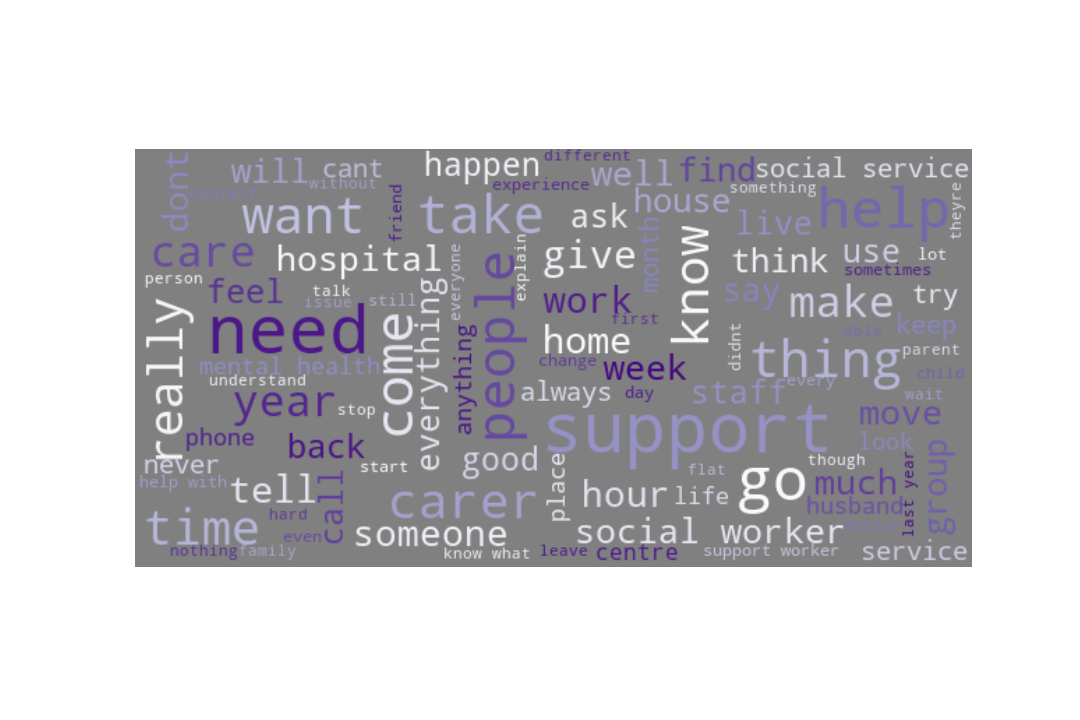 dont
will
cant
happen
different
well
find
social service
contact
without
friend
experience
something
want
take
ask
house
live
help
theyre
care
hospital
everyone
explain
give
month
know
think
use
lot
sometimes
person
feel
talk
issue
still
everything
people
work
first
say
make
try
really
need
come
anything
home
didnt
able
keep
mental health
change
week
thing
parent
understand
always
day
staff
every
child
year
stop
support
wait
move
phone
back
look
never
start
good
place
flat
though
help with
tell
call
carer
hour
life
go
much
last year
group
time
hard
even
someone
social worker
husband
nothing
family
know what
leave
centre
support worker
service